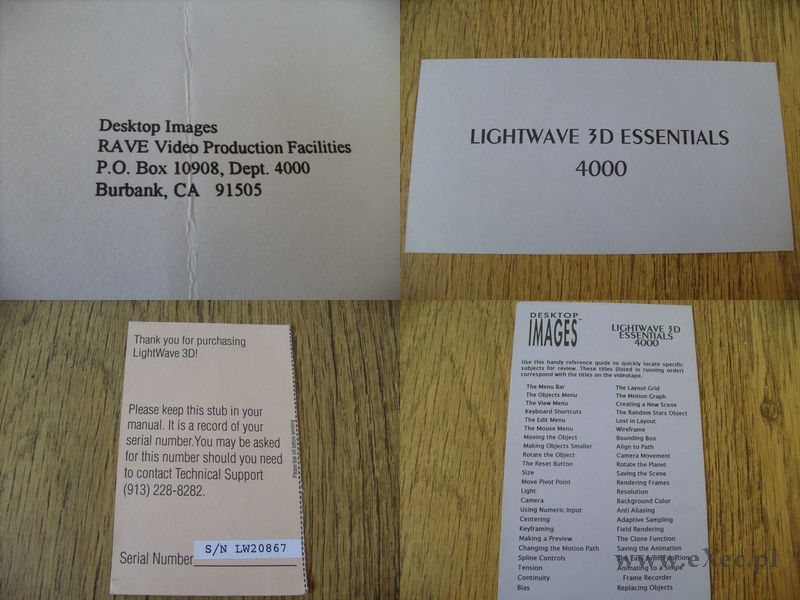 Desktop Images
RAVE Video Production Facilities
P.O. Box 10908, Dept. 4000
Burbank, CA 91505
LIGHTWAVE 3D ESSENTIALS
4000
Thank you for purchasing
LightWave 3D!
Please keep this stub in your
manual. It is a record of your
serial number. You may be asked
for this number should you need
to contact Technical Support
(913) 228-8282.
Serial Number
S/N LW20867
DESKTOP
IMAGES™
LIGHTWAVE 3D
ESSENTIALS
4000
Use this handy reference guide to quickly locate specific
subjects for review. These titles (listed in running order)
correspond with the titles on the videotape.
The Menu Bar
The Objects Menu
The View Menu
Keyboard Shortcuts
The Edit Menu
The Mouse Menu
Moving the Object
Making Objects Smaller
Rotate the Object
The Reset Button
Size
Move Pivot Point
Light
Camera
Using Numeric Input
Centering
Keyframing
Making a Preview
Changing the Motion Path
Spline Controls
Tension
Continuity
Bias
The Layout Grid
The Motion Graph
Creating a New Scene
The Random Stars Object
Lost in Layout
Wireframe
Bounding Box
Align to Path
Camera Movement
Rotate the Planet
Saving the Scene
Rendering Frames
Resolution
Background Color
Anti Aliasing
Adaptive Sampling
Field Rendering
The Clone Function
Saving the Animation
Animating to a Single
Frame Recorder
Replacing Objects
www.eXec.pl